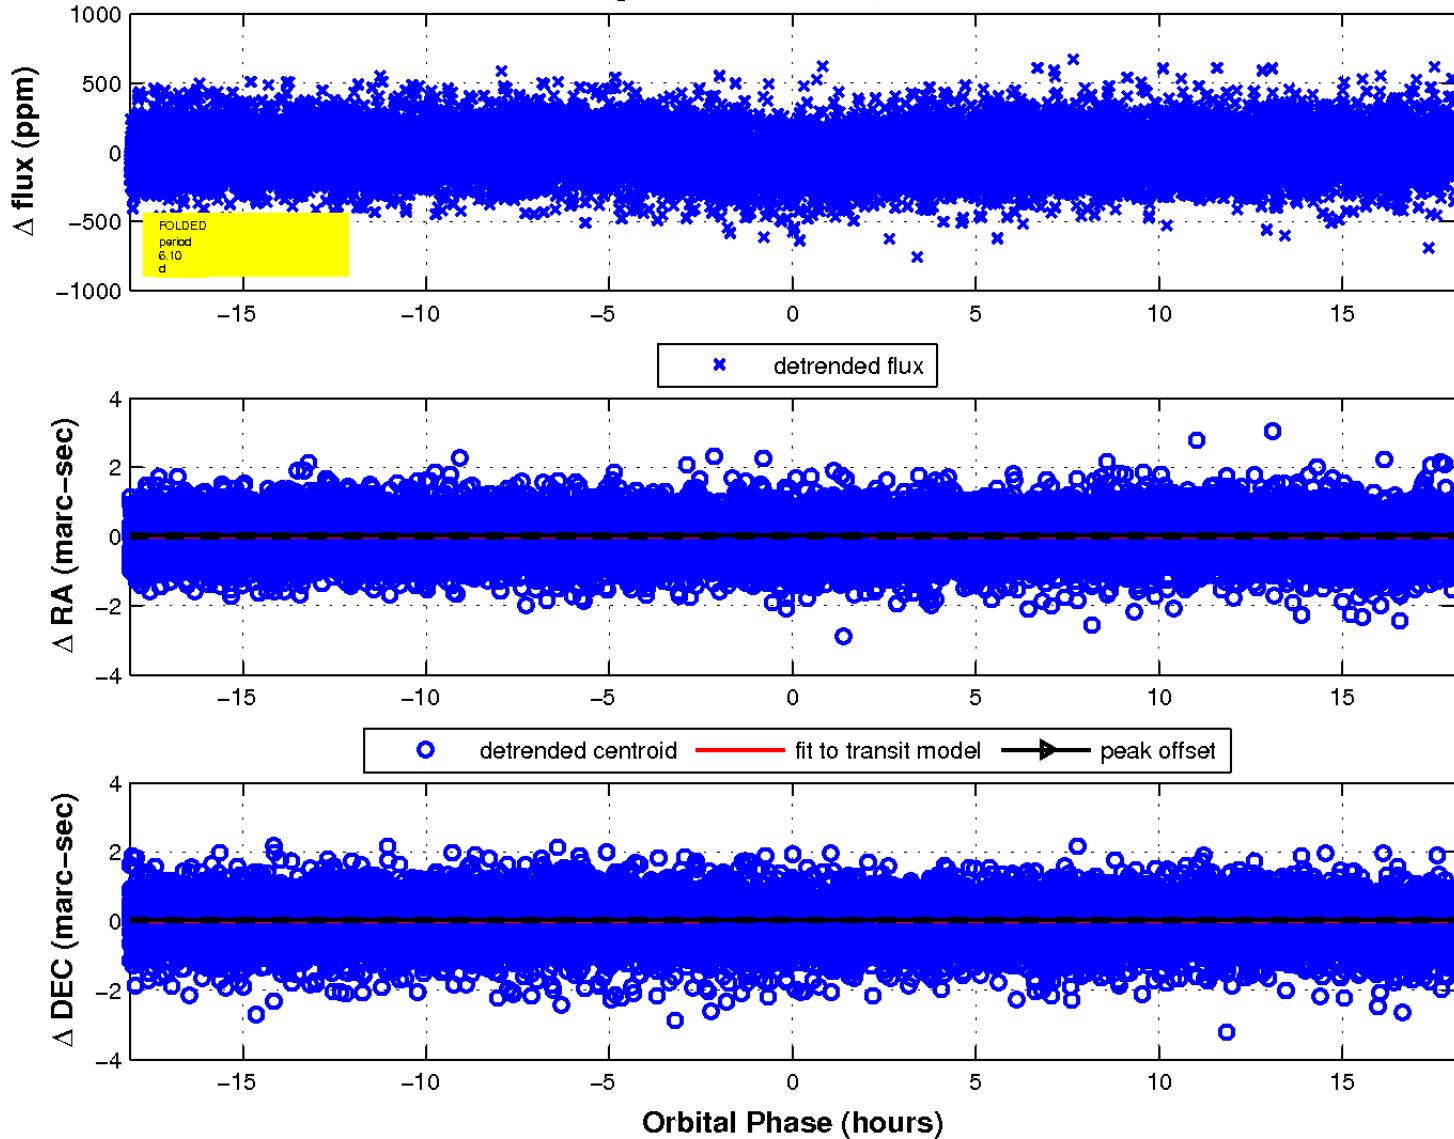 1000
500
0
−500
−1000
Δ flux (ppm)
FOLDED
period
6.10
d
−15 −10 −5 0 5 10 15
detrended flux
4
2
0
−2
−4
Δ RA (marc−sec)
−15 −10 −5 0 5 10 15
detrended centroid fit to transit model peak offset
4
2
0
−2
−4
Δ DEC (marc−sec)
−15 −10 −5 0 5 10 15
Orbital Phase (hours)